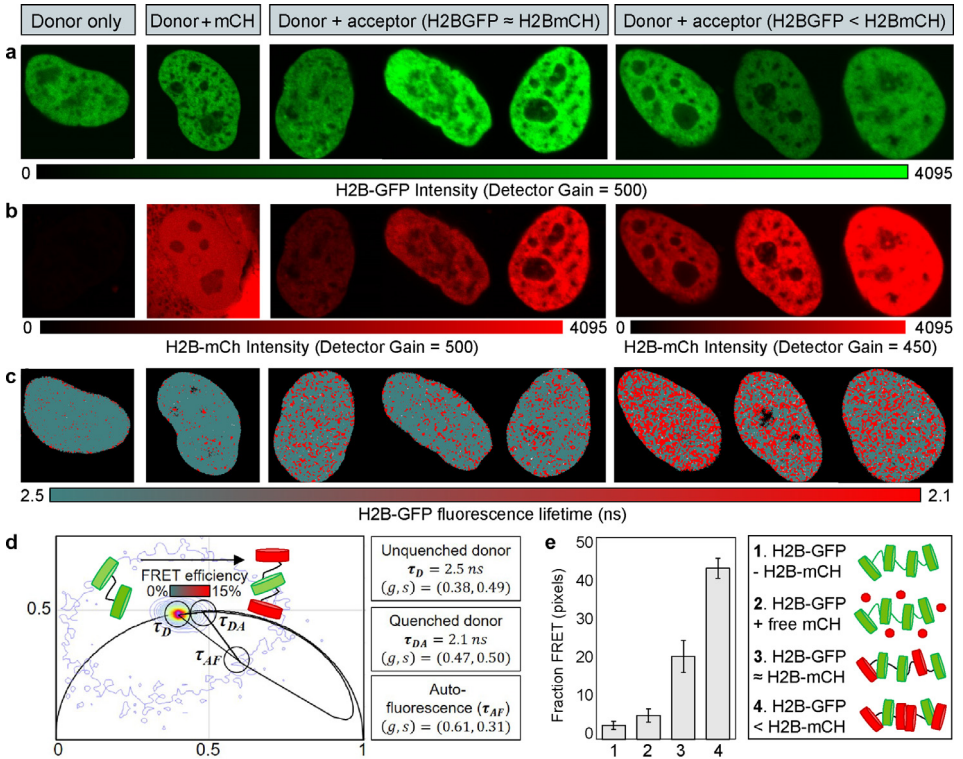 Donor only
Donor + mCH
Donor + acceptor (H2BGFP ≈ H2BmCH)
Donor + acceptor (H2BGFP < H2BmCH)
a
0
4095
H2B-GFP Intensity (Detector Gain = 500)
b
0
4095
0
4095
H2B-mCh Intensity (Detector Gain = 500)
H2B-mCh Intensity (Detector Gain = 450)
c
2.5
2.1
H2B-GFP fluorescence lifetime (ns)
d
FRET efficiency
0%
15%
τD
τDA
τAF
0.5
0
0.5
1
Unquenched donor
τD = 2.5 ns
(g, s) = (0.38, 0.49)
Quenched donor
τDA = 2.1 ns
(g, s) = (0.47, 0.50)
Auto-
fluorescence (τAF)
(g, s) = (0.61, 0.31)
e
Fraction FRET (pixels)
50
40
30
20
10
0
1
2
3
4
1. H2B-GFP
- H2B-mCH
2. H2B-GFP
+ free mCH
3. H2B-GFP
≈ H2B-mCH
4. H2B-GFP
< H2B-mCH